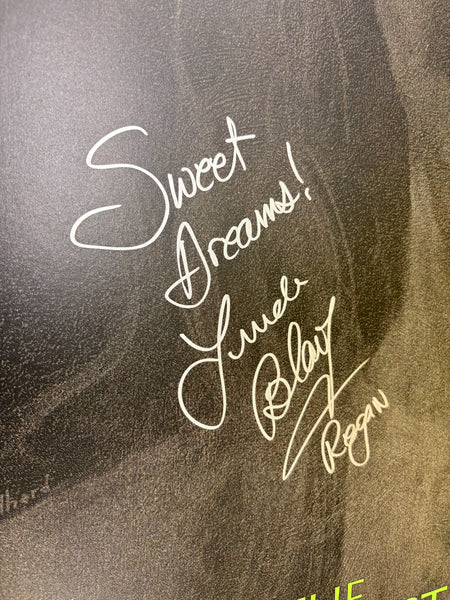 Sweet
Dreams!
Linda
Blair
Regan